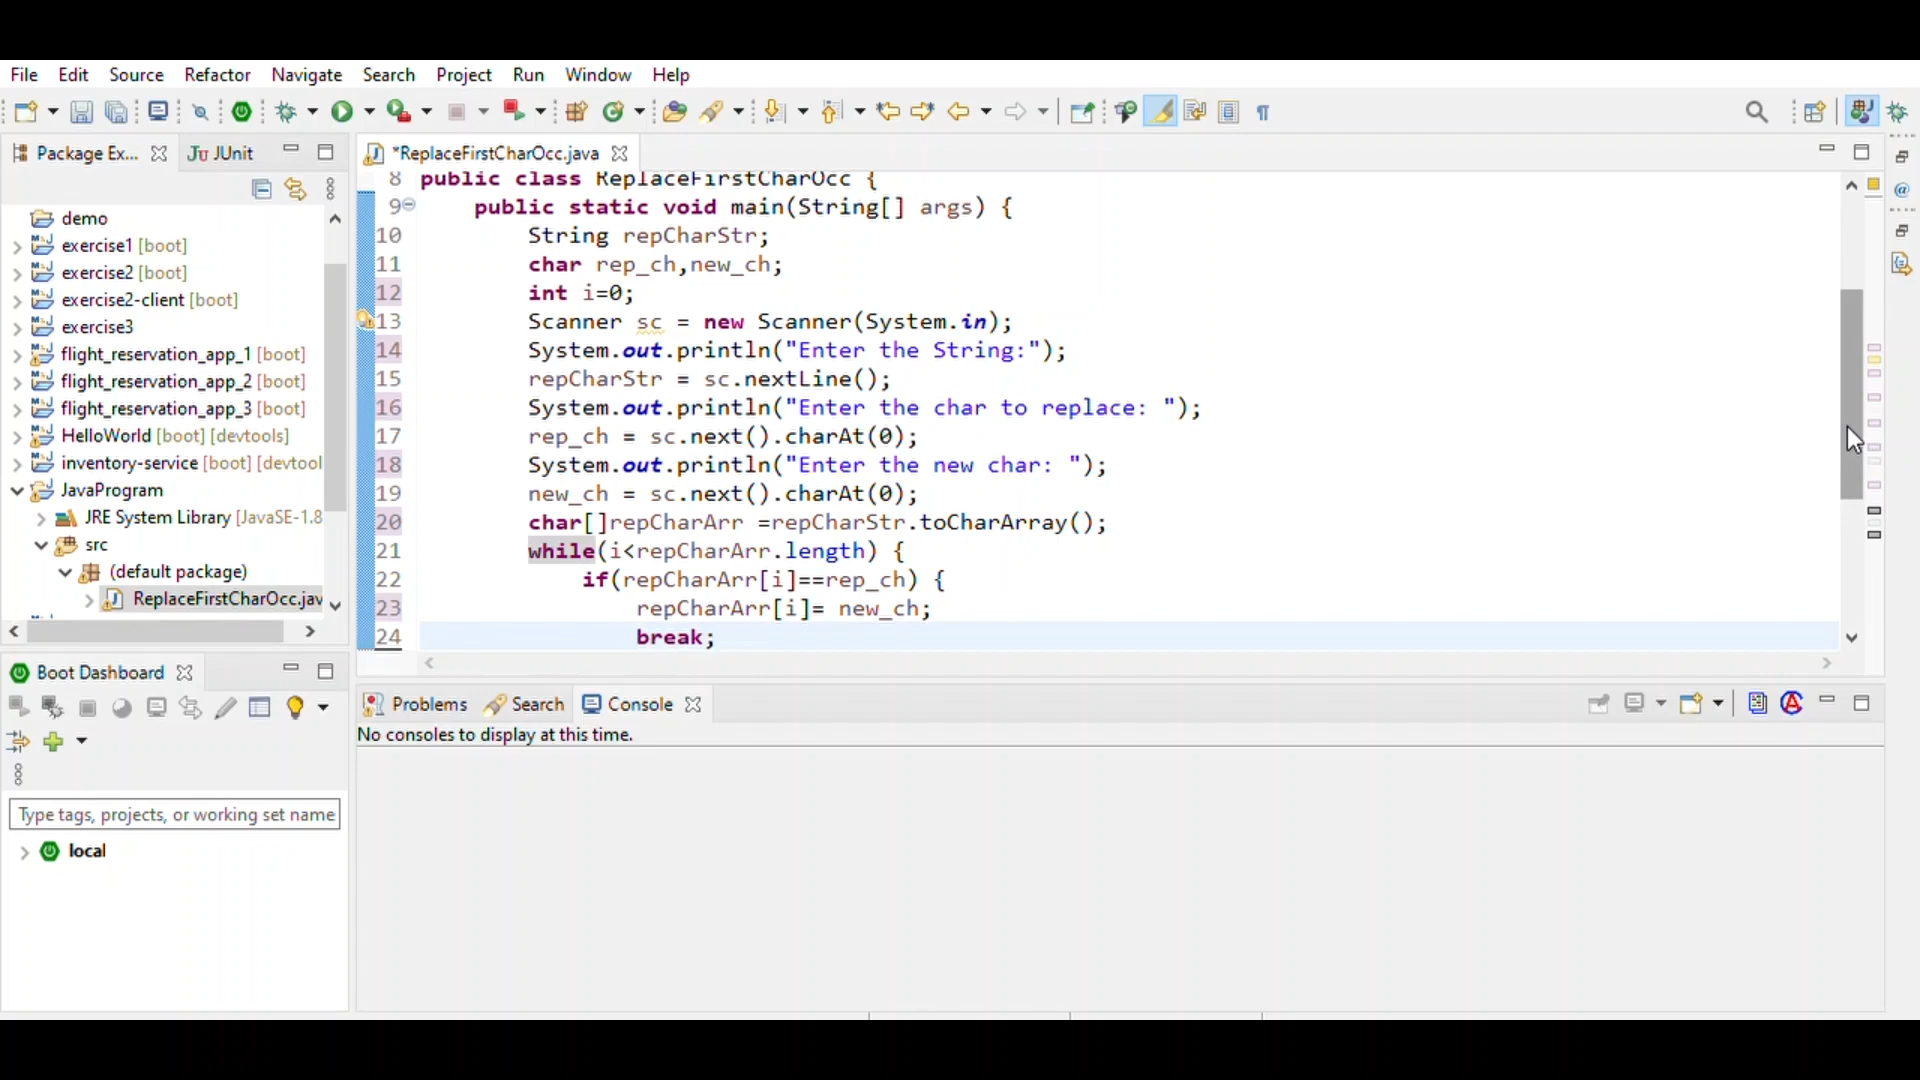 File Edit Source Refactor Navigate Search Project Run Window Help
Package Ex... JUnit
*ReplaceFirstCharOcc.java
demo
exercise1 [boot]
exercise2 [boot]
exercise2-client [boot]
exercise3
flight_reservation_app_1 [boot]
flight_reservation_app_2 [boot]
flight_reservation_app_3 [boot]
HelloWorld [boot] [devtools]
inventory-service [boot] [devtool
JavaProgram
JRE System Library [JavaSE-1.8
src
(default package)
ReplaceFirstCharOcc.jav
8 public class ReplaceFirstCharOcc {
9 public static void main(String[] args) {
10 String repCharStr;
11 char rep_ch,new_ch;
12 int i=0;
13 Scanner sc = new Scanner(System.in);
14 System.out.println("Enter the String:");
15 repCharStr = sc.nextLine();
16 System.out.println("Enter the char to replace: ");
17 rep_ch = sc.next().charAt(0);
18 System.out.println("Enter the new char: ");
19 new_ch = sc.next().charAt(0);
20 char[]repCharArr =repCharStr.toCharArray();
21 while(i<repCharArr.length) {
22 if(repCharArr[i]==rep_ch) {
23 repCharArr[i]= new_ch;
24 break;
Boot Dashboard
Type tags, projects, or working set name
local
Problems Search Console
No consoles to display at this time.